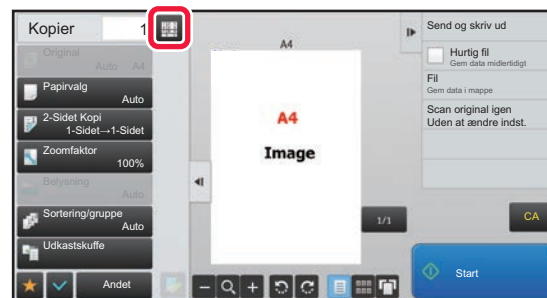 Kopier 1
Original
Auto A4
Papirvalg
Auto
2-Sidet Kopi
1-Sidet→1-Sidet
Zoomfaktor
100%
Belysning
Auto
Sortering/gruppe
Auto
Udkastskuffe
Andet
A4
A4
Image
1/1
Send og skriv ud
Hurtig fil
Gem data midlertidigt
Fil
Gem data i mappe
Scan original igen
Uden at ændre indst.
CA
Start